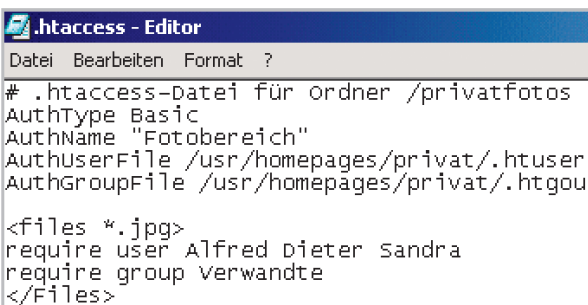 .htaccess - Editor
Datei Bearbeiten Format ?
# .htaccess-Datei für Ordner /privatfotos
AuthType Basic
AuthName "Fotobereich"
AuthUserFile /usr/homepages/privat/.htuser
AuthGroupFile /usr/homepages/privat/.htgou
<files *.jpg>
require user Alfred Dieter Sandra
require group Verwandte
</Files>